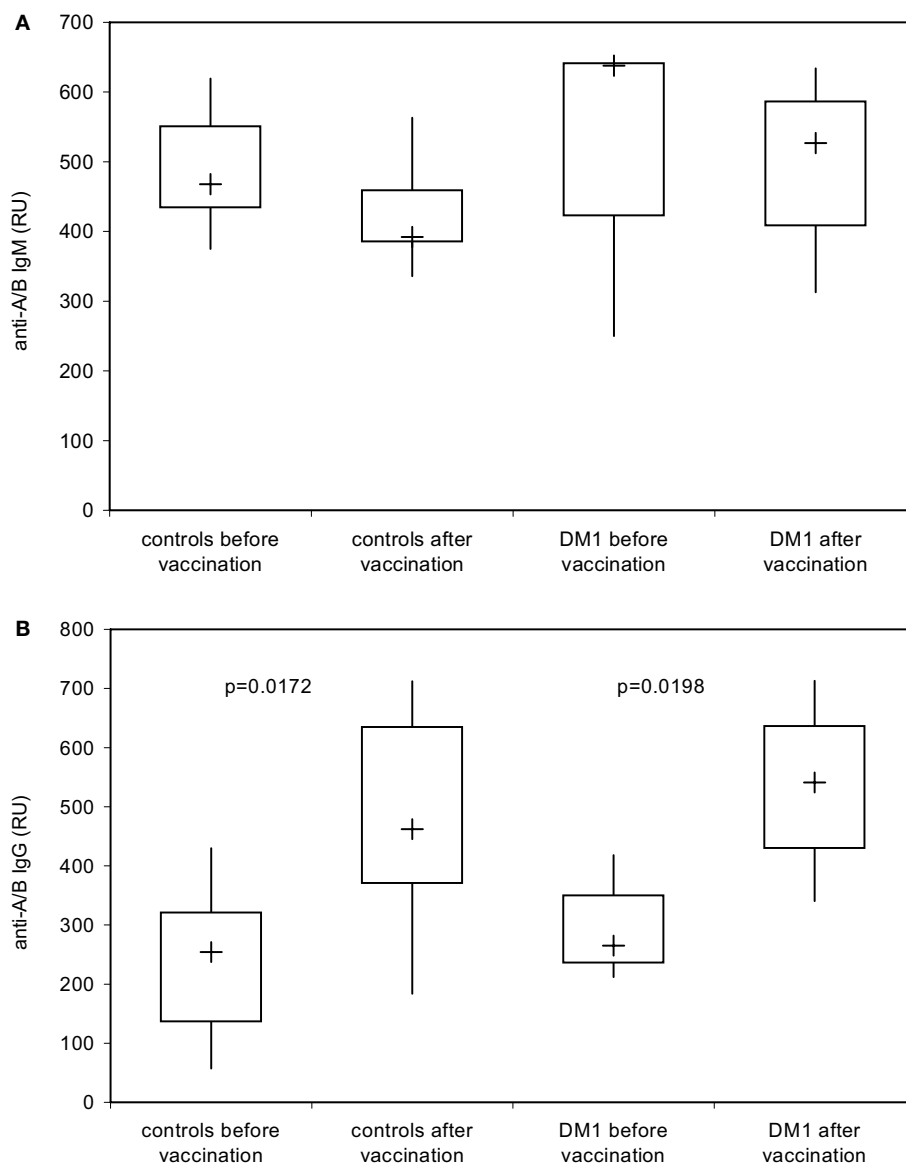 A
700
600
500
400
300
200
100
0
anti-A/B IgM (RU)
controls before
vaccination
controls after
vaccination
DM1 before
vaccination
DM1 after
vaccination
B
800
700
600
500
400
300
200
100
0
anti-A/B IgG (RU)
p=0.0172
p=0.0198
controls before
vaccination
controls after
vaccination
DM1 before
vaccination
DM1 after
vaccination